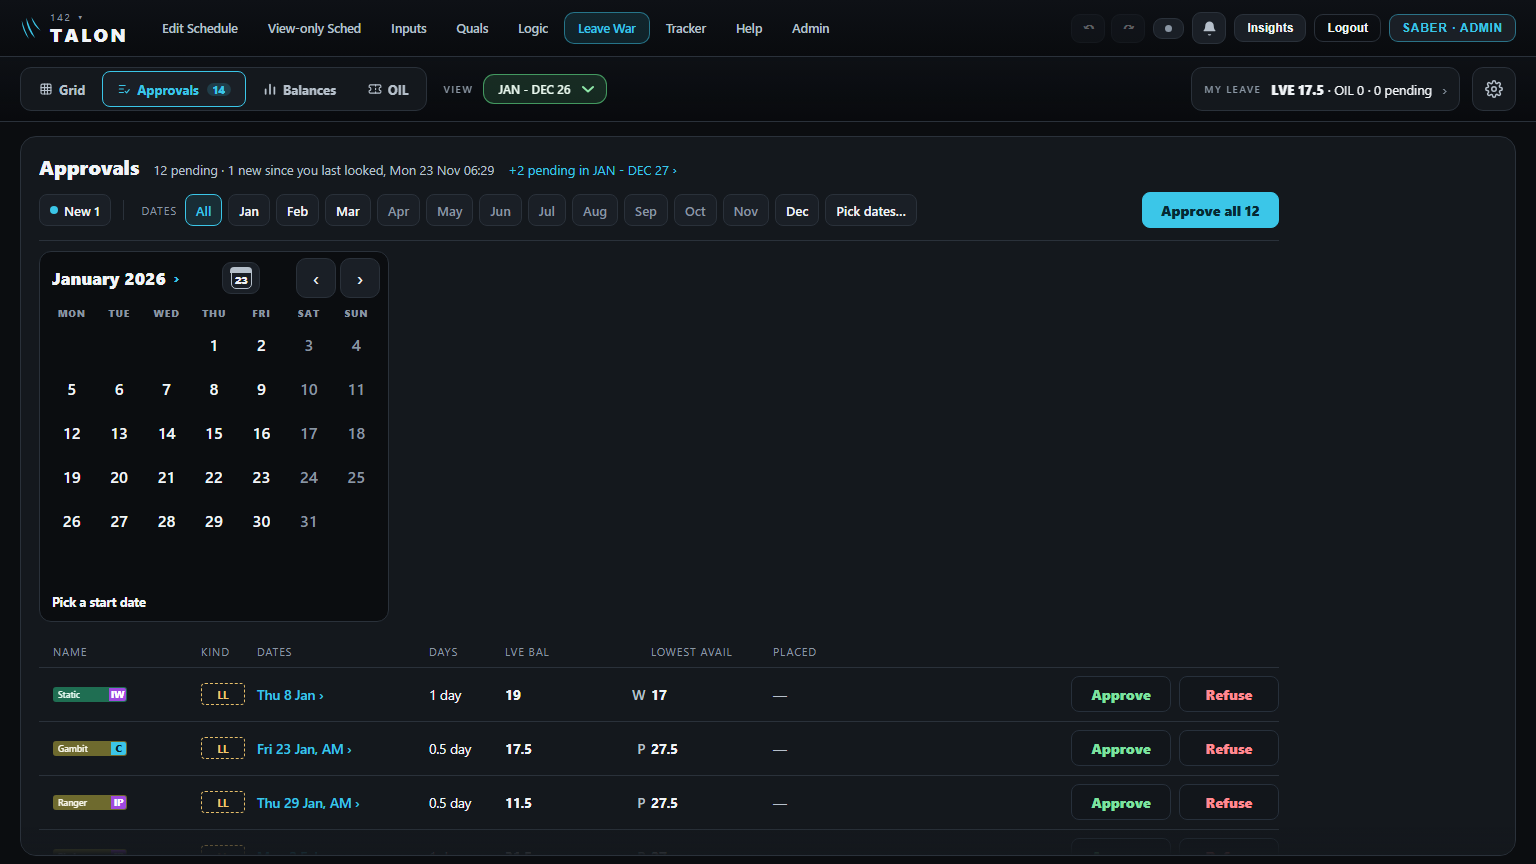 142
TALON
Edit Schedule
View-only Sched
Inputs
Quals
Logic
Leave War
Tracker
Help
Admin
Insights
Logout
SABER · ADMIN
Grid
Approvals 14
Balances
OIL
VIEW
JAN - DEC 26
MY LEAVE LVE 17.5 · OIL 0 · 0 pending ›
Approvals 12 pending · 1 new since you last looked, Mon 23 Nov 06:29 +2 pending in JAN - DEC 27 ›
New 1
DATES All Jan Feb Mar Apr May Jun Jul Aug Sep Oct Nov Dec Pick dates...
Approve all 12
January 2026 ›
23
‹ ›
MON TUE WED THU FRI SAT SUN
1 2 3 4
5 6 7 8 9 10 11
12 13 14 15 16 17 18
19 20 21 22 23 24 25
26 27 28 29 30 31
Pick a start date
NAME KIND DATES DAYS LVE BAL LOWEST AVAIL PLACED
Static IW LL Thu 8 Jan › 1 day 19 W 17 — Approve Refuse
Gambit C LL Fri 23 Jan, AM › 0.5 day 17.5 P 27.5 — Approve Refuse
Ranger IP LL Thu 29 Jan, AM › 0.5 day 11.5 P 27.5 — Approve Refuse